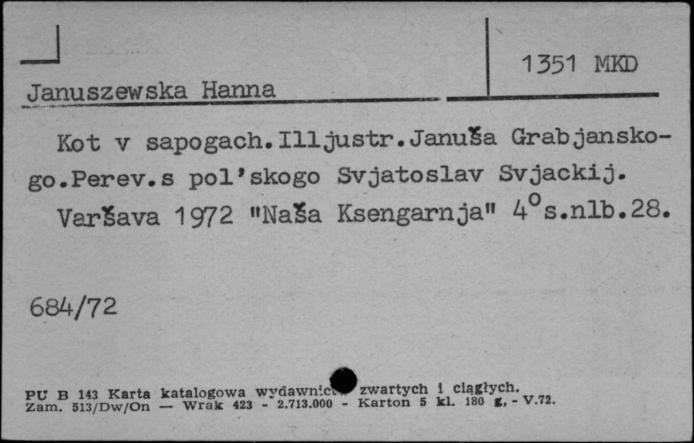 1351 MKD
Januszewska Hanna
Kot v sapogach.Illjustr.Januša Grabjansko-
go.Perev.s pol'skogo Svjatoslav Svjackij.
Varšava 1972 "Naša Ksengarnja" 4° s.nlb.28.
684/72
PU B 143 Karta katalogowa zwartych i ciągłych.
Zam. 513/Dw/On — Wrak 423 - 2.713.000 - Karton 5 kl. 180 g, - V.72.